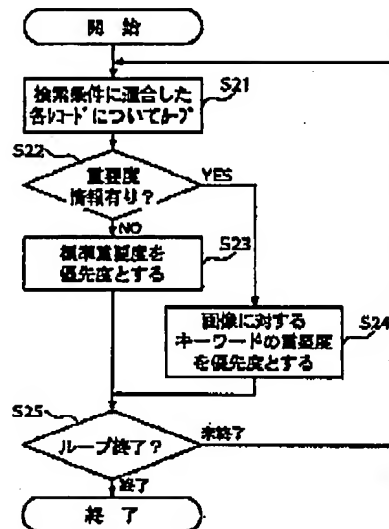 開 始
S21
検索条件に適合した
各レコードについてループ
S22
重要度
情報有り?
YES
NO
S23
標準重要度を
優先度とする
S24
画像に対する
キーワードの重要度
を優先度とする
S25
ループ終了?
未終了
終了
終 了